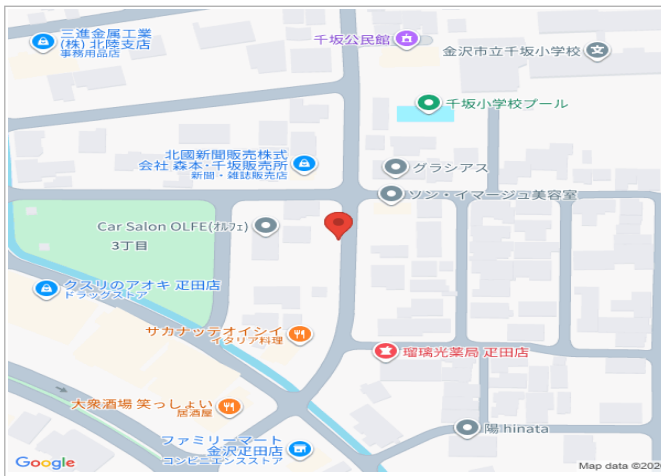 三進金属工業
(株) 北陸支店
事務用品店
千坂公民館
金沢市立千坂小学校
千坂小学校プール
北國新聞販売株式
会社 森本·千坂販売所
新聞・雑誌販売店
グラシアス
ソン・イマージュ美容室
Car Salon OLFE(オルフェ)
3丁目
クスリのアオキ 疋田店
ドラッグストア
サカナッテオイシイ
イタリア料理
瑠璃光薬局 疋田店
大衆酒場 笑っしょい
居酒屋
陽 hinata
ファミリーマート
金沢疋田店
コンビニエンスストア
Google
Map data ©2026